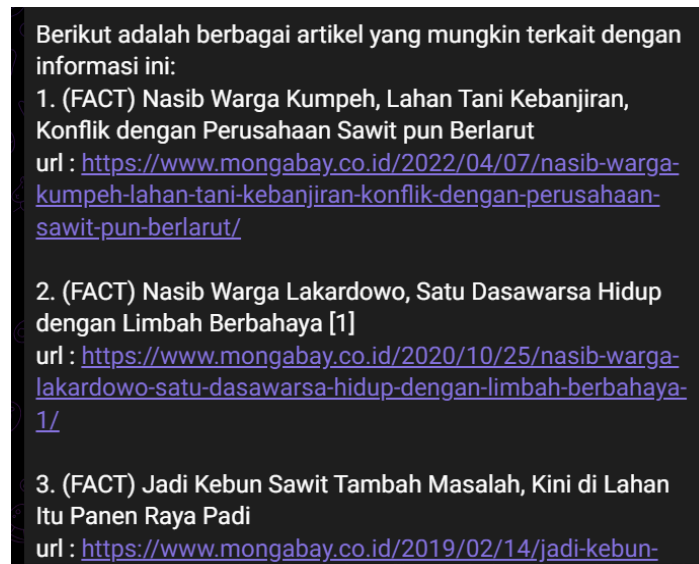 Berikut adalah berbagai artikel yang mungkin terkait dengan
informasi ini:
1. (FACT) Nasib Warga Kumpeh, Lahan Tani Kebanjiran,
Konflik dengan Perusahaan Sawit pun Berlarut
url : https://www.mongabay.co.id/2022/04/07/nasib-warga-
kumpeh-lahan-tani-kebanjiran-konflik-dengan-perusahaan-
sawit-pun-berlarut/
2. (FACT) Nasib Warga Lakardowo, Satu Dasawarsa Hidup
dengan Limbah Berbahaya [1]
url : https://www.mongabay.co.id/2020/10/25/nasib-warga-
lakardowo-satu-dasawarsa-hidup-dengan-limbah-berbahaya-
1/
3. (FACT) Jadi Kebun Sawit Tambah Masalah, Kini di Lahan
Itu Panen Raya Padi
url : https://www.mongabay.co.id/2019/02/14/jadi-kebun-